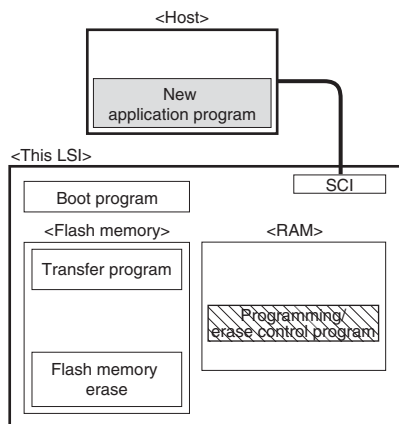 <Host>
New
application program
<This LSI>
SCI
Boot program
<Flash memory>
<RAM>
Transfer program
Programming/
erase control program
Flash memory
erase